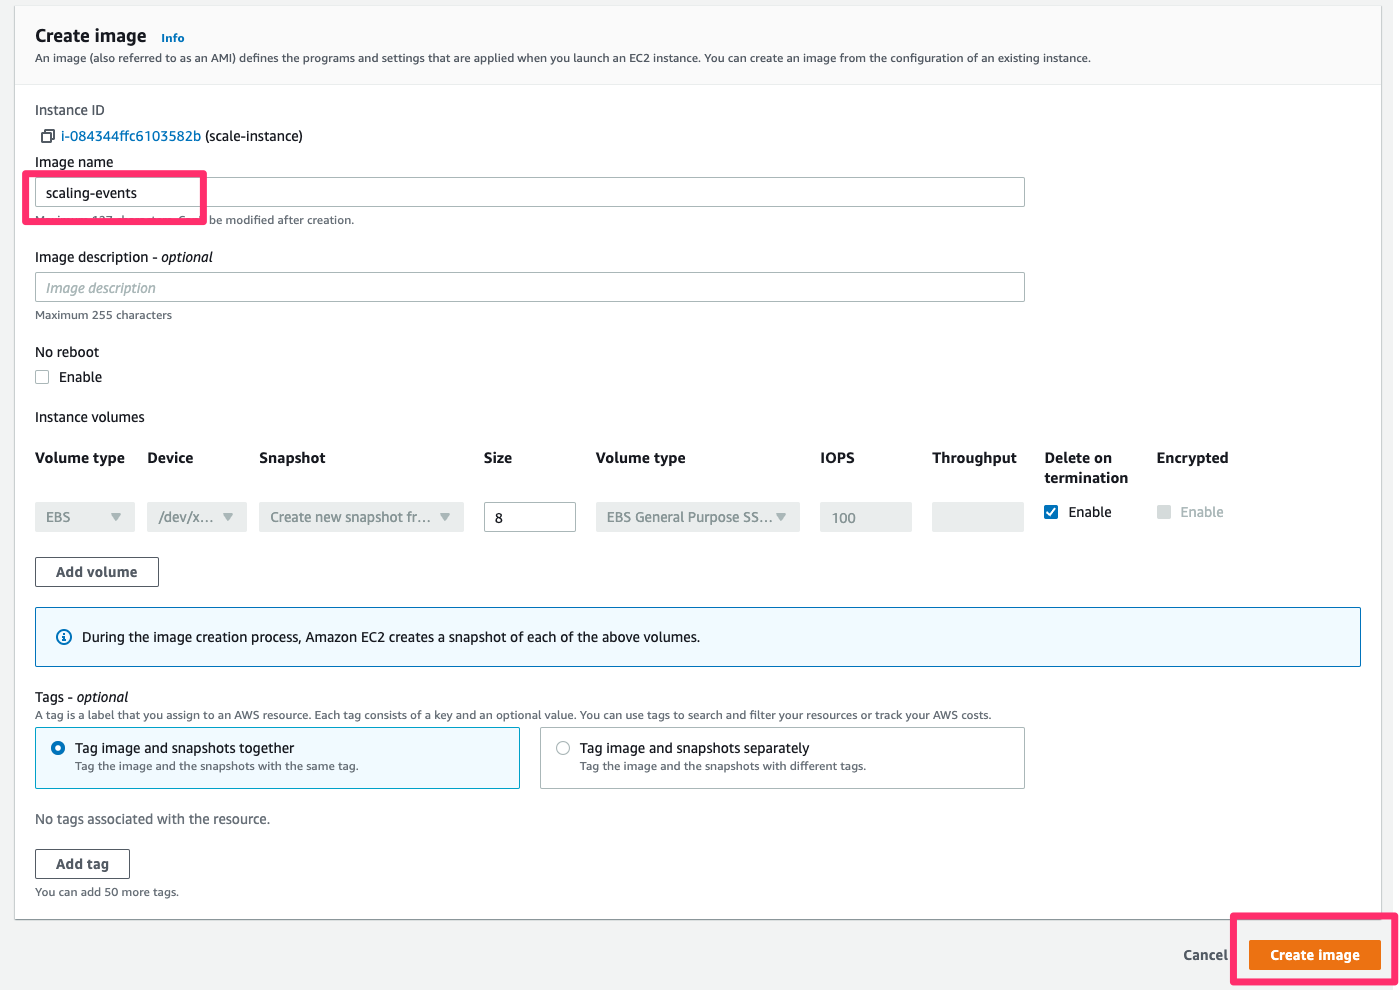 Create image Info
An image (also referred to as an AMI) defines the programs and settings that are applied when you launch an EC2 instance. You can create an image from the configuration of an existing instance.
Instance ID
i-084344ffc6103582b (scale-instance)
Image name
scaling-events
be modified after creation.
Image description - optional
Image description
Maximum 255 characters
No reboot
Enable
Instance volumes
Volume type Device Snapshot Size Volume type IOPS Throughput Delete on termination Encrypted
EBS /dev/x... Create new snapshot fr... 8 EBS General Purpose SS... 100 Enable Enable
Add volume
During the image creation process, Amazon EC2 creates a snapshot of each of the above volumes.
Tags - optional
A tag is a label that you assign to an AWS resource. Each tag consists of a key and an optional value. You can use tags to search and filter your resources or track your AWS costs.
Tag image and snapshots together
Tag the image and the snapshots with the same tag.
Tag image and snapshots separately
Tag the image and the snapshots with different tags.
No tags associated with the resource.
Add tag
You can add 50 more tags.
Cancel Create image